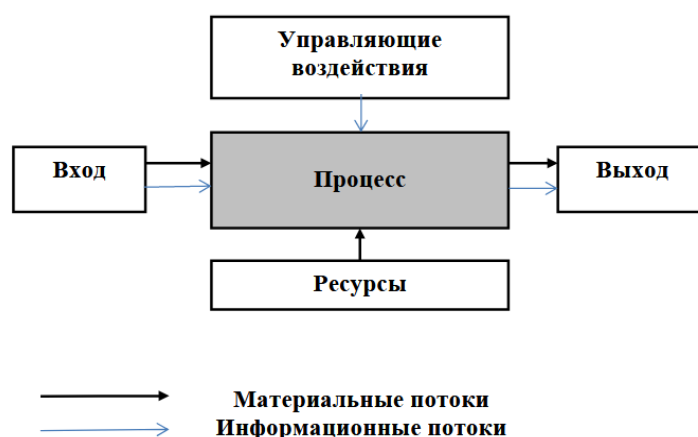 Управляющие
воздействия
Вход
Процесс
Выход
Ресурсы
Материальные потоки
Информационные потоки